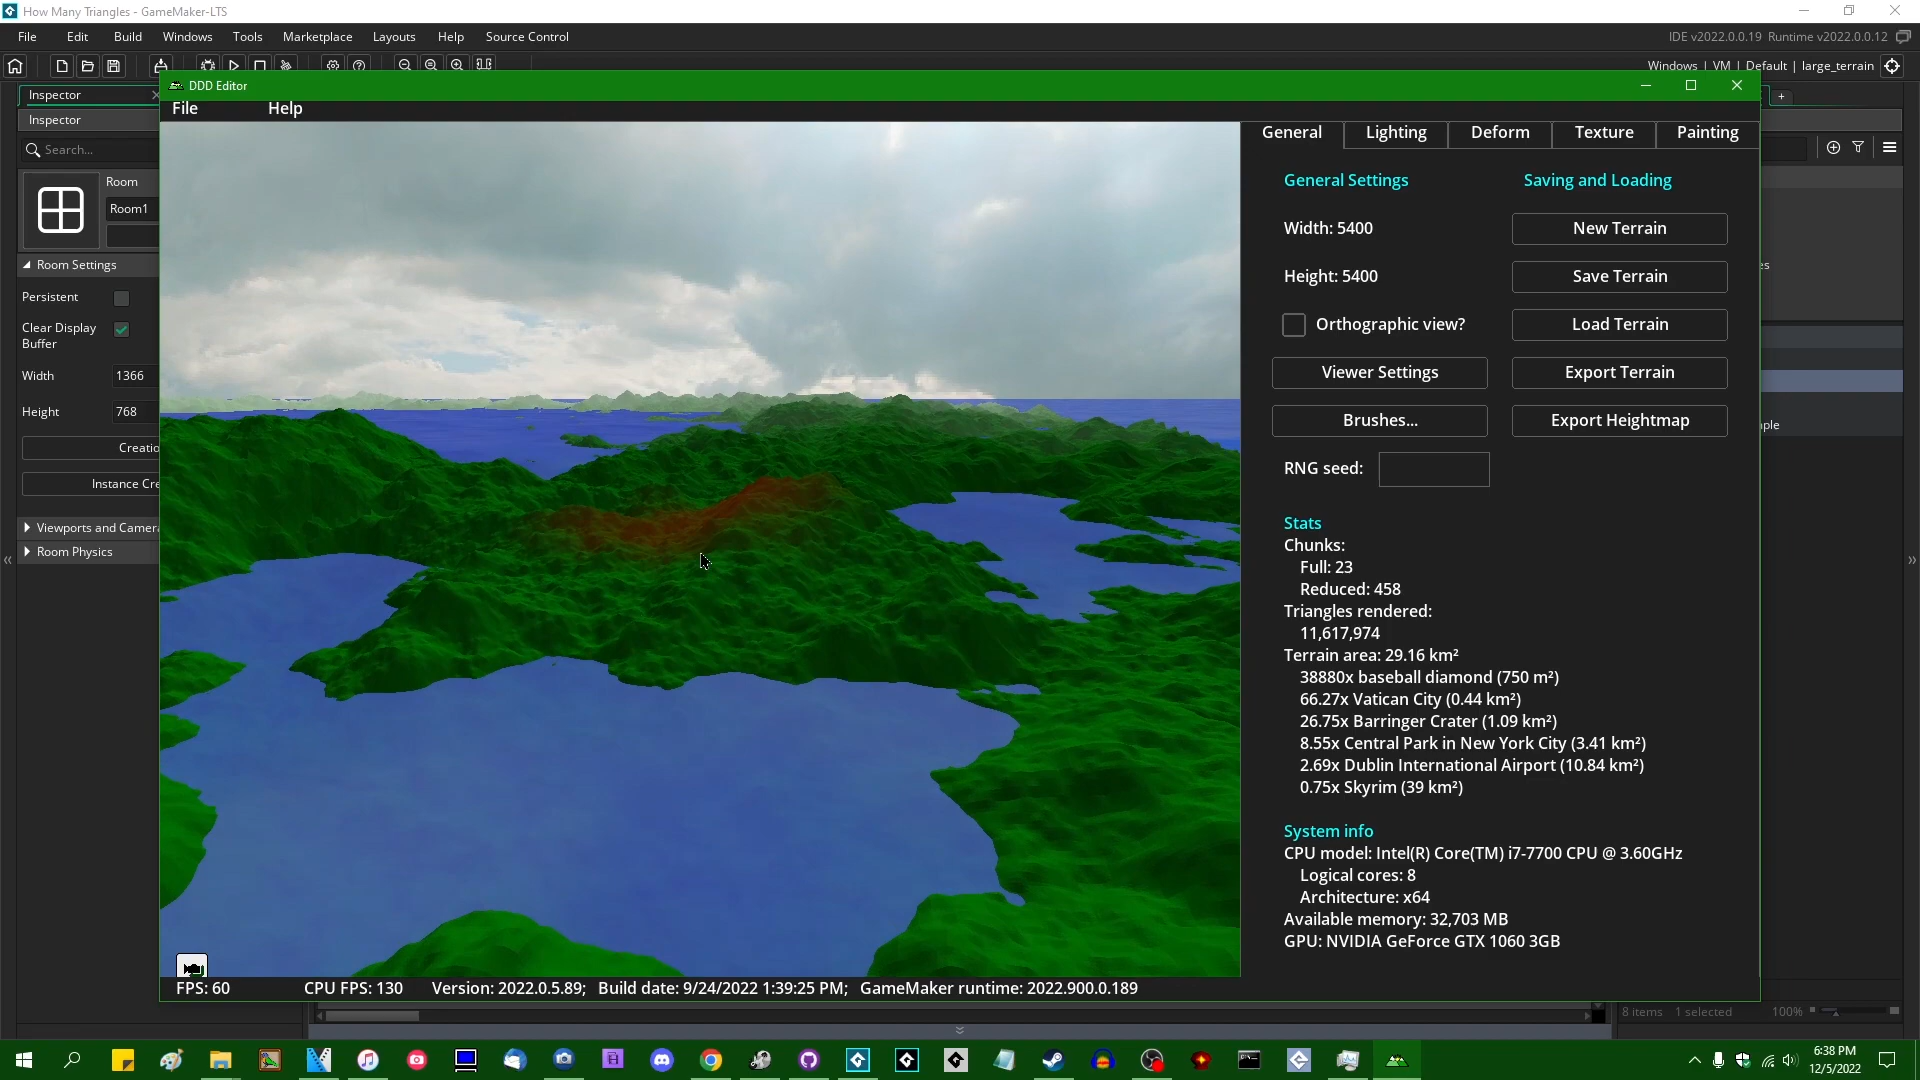 How Many Triangles - GameMaker-LTS
File Edit Build Windows Tools Marketplace Layouts Help Source Control
IDE v2022.0.0.19 Runtime v2022.0.0.12
Windows | VM | Default | large_terrain
Inspector
Inspector
Search...
Room
Room1
Room Settings
Persistent
Clear Display
Buffer
Width 1366
Height 768
Creatio
Instance Cre
Viewports and Camera
Room Physics
DDD Editor
File Help
General Lighting Deform Texture Painting
General Settings Saving and Loading
Width: 5400 New Terrain
Height: 5400 Save Terrain
Orthographic view? Load Terrain
Viewer Settings Export Terrain
Brushes... Export Heightmap
RNG seed:
Stats
Chunks:
Full: 23
Reduced: 458
Triangles rendered:
11,617,974
Terrain area: 29.16 km²
38880x baseball diamond (750 m²)
66.27x Vatican City (0.44 km²)
26.75x Barringer Crater (1.09 km²)
8.55x Central Park in New York City (3.41 km²)
2.69x Dublin International Airport (10.84 km²)
0.75x Skyrim (39 km²)
System info
CPU model: Intel(R) Core(TM) i7-7700 CPU @ 3.60GHz
Logical cores: 8
Architecture: x64
Available memory: 32,703 MB
GPU: NVIDIA GeForce GTX 1060 3GB
FPS: 60 CPU FPS: 130 Version: 2022.0.5.89; Build date: 9/24/2022 1:39:25 PM; GameMaker runtime: 2022.900.0.189
8 items 1 selected 100%
6:38 PM
12/5/2022